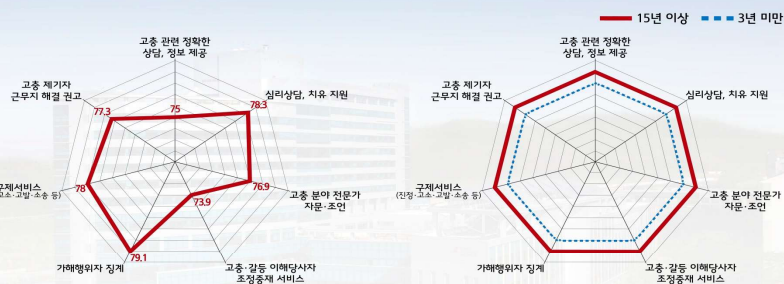 15년 이상
3년 미만
고충 관련 정확한
상담, 정보 제공
고충 제기자
근무지 해결 권고
심리상담, 치유 지원
77.3
75
78.3
구제서비스
고소·고발·소송 등)
78
76.9
고충 분야 전문가
자문·조언
73.9
79.1
가해행위자 징계
고충·갈등 이해당사자
조정중재 서비스
고충 관련 정확한
상담, 정보 제공
고충 제기자
근무지 해결 권고
심리상담, 치유 지원
구제서비스
(진정·고소·고발·소송 등)
고충 분야 전문가
자문·조언
가해행위자 징계
고충·갈등 이해당사자
조정중재 서비스